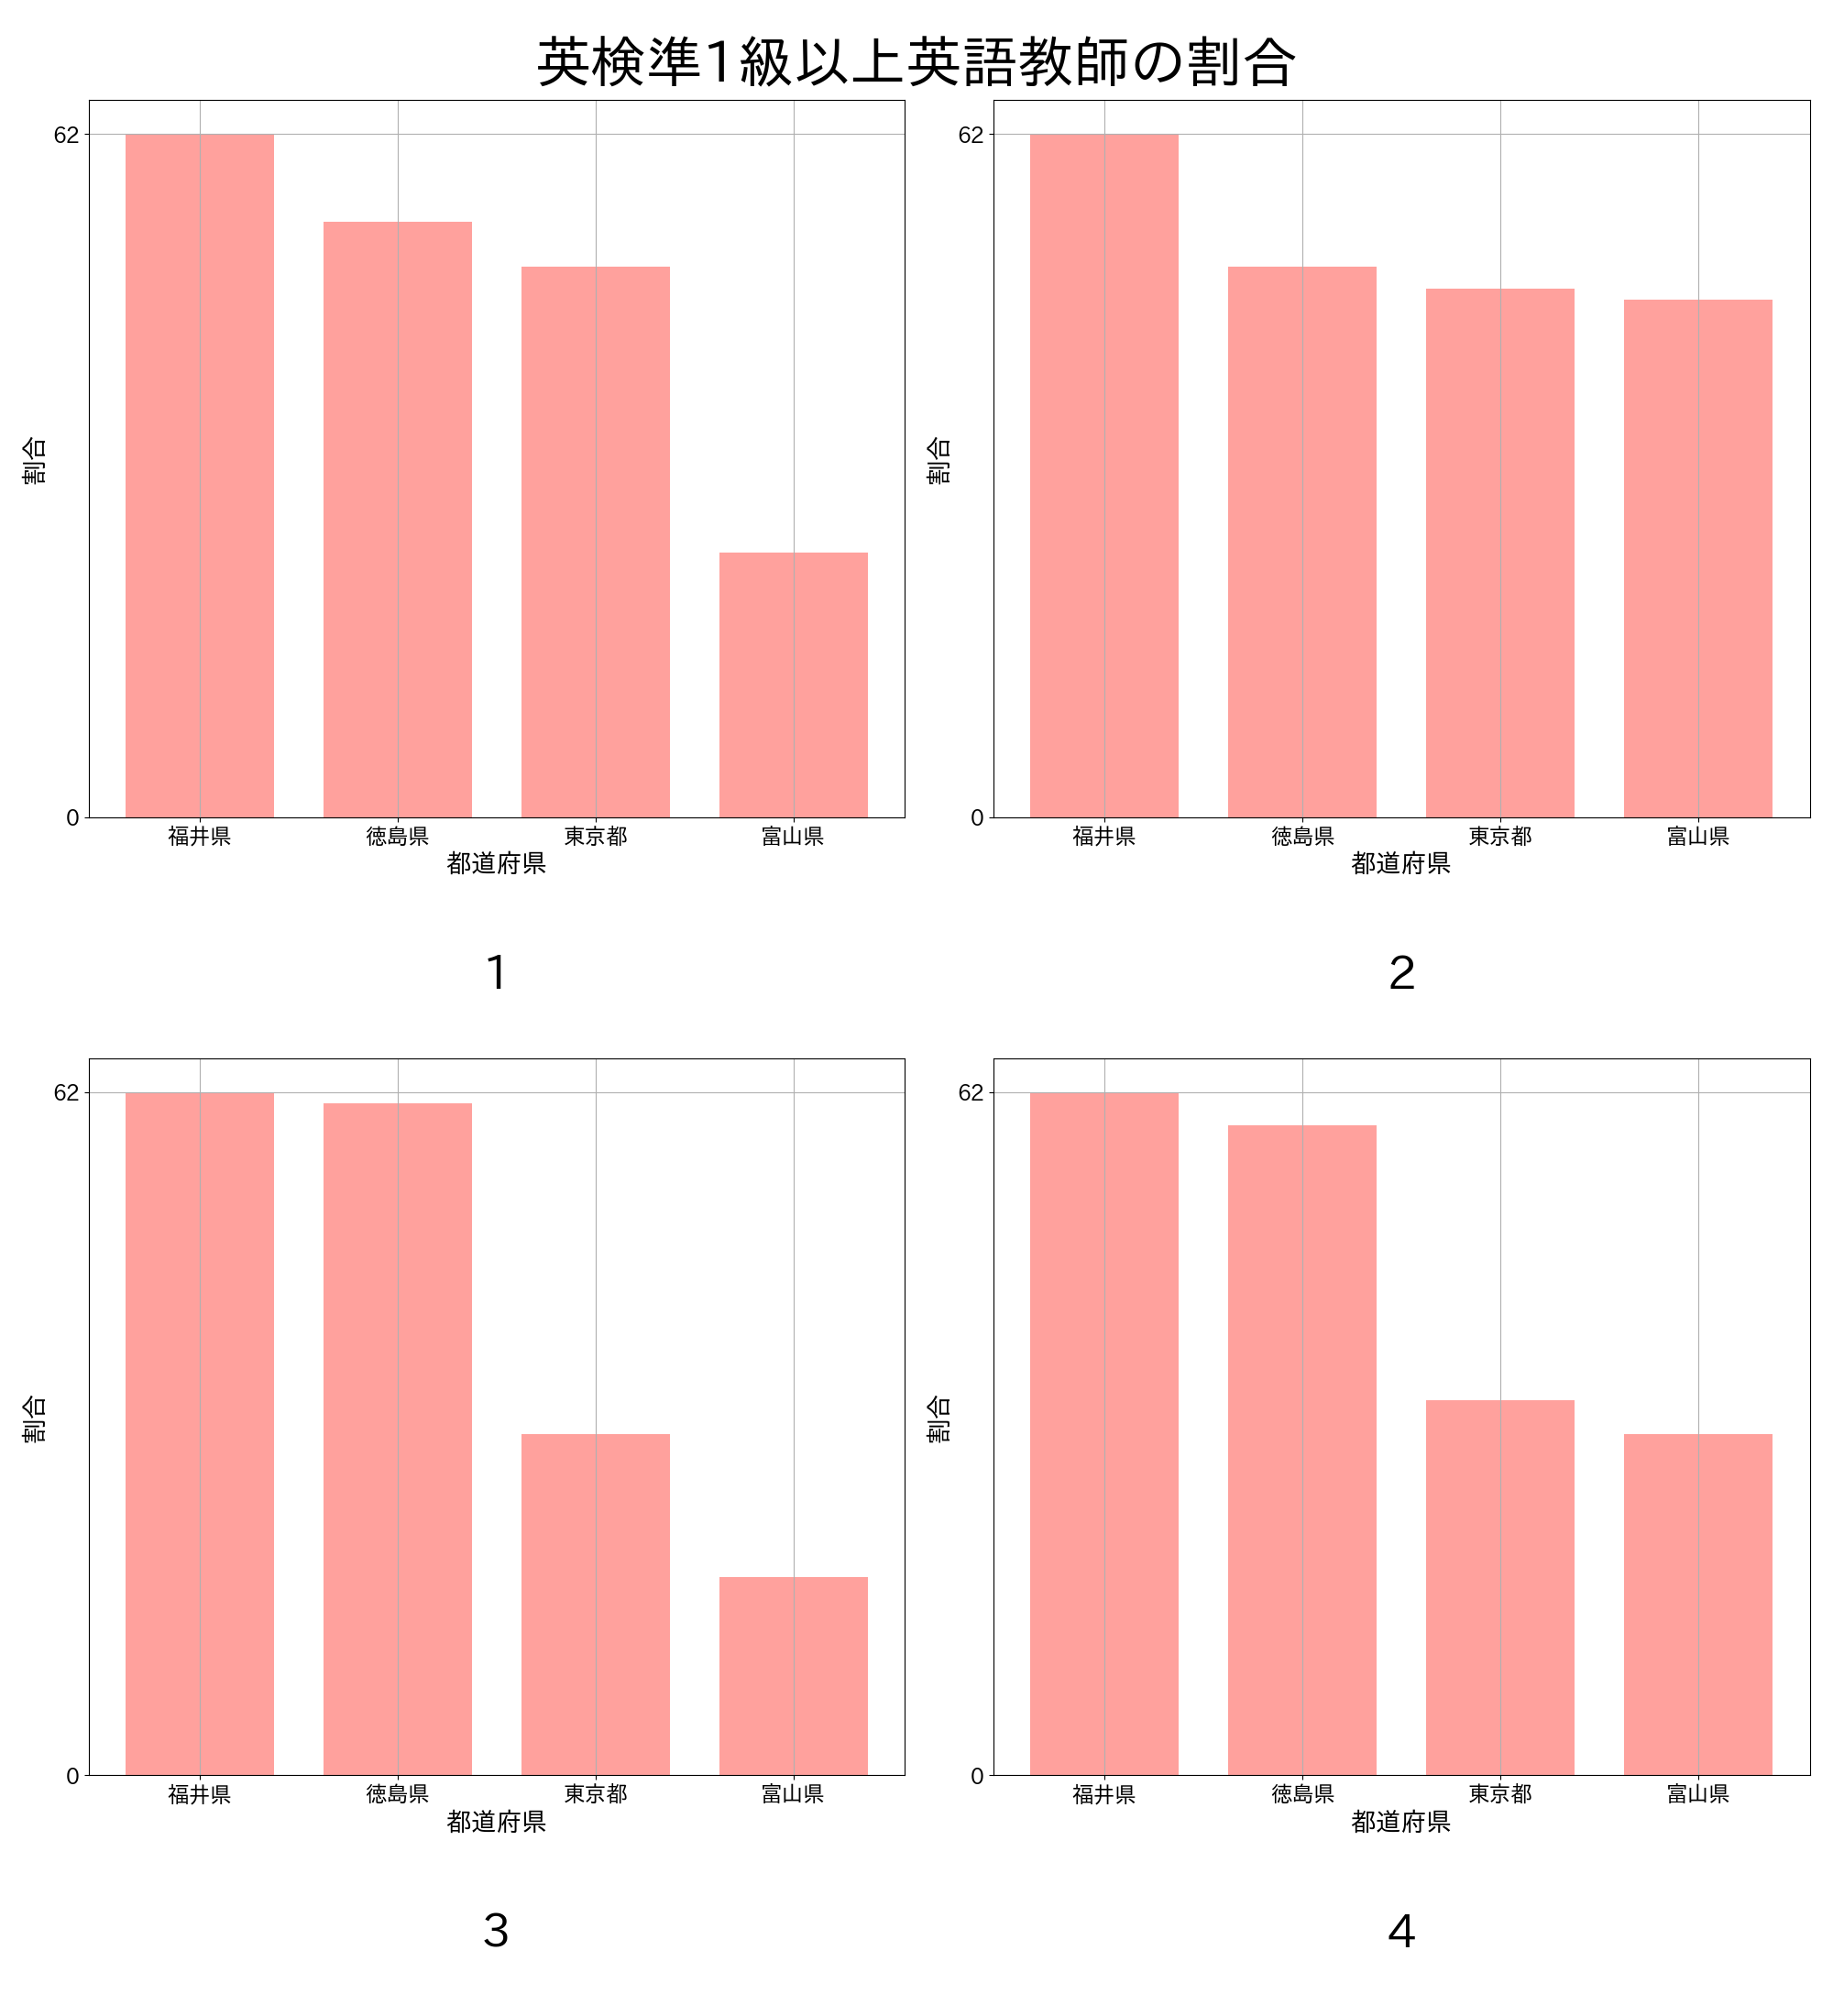 英検準1級以上英語教師の割合
62
0
割合
福井県 徳島県 東京都 富山県
都道府県
1
62
0
割合
福井県 徳島県 東京都 富山県
都道府県
2
62
0
割合
福井県 徳島県 東京都 富山県
都道府県
3
62
0
割合
福井県 徳島県 東京都 富山県
都道府県
4